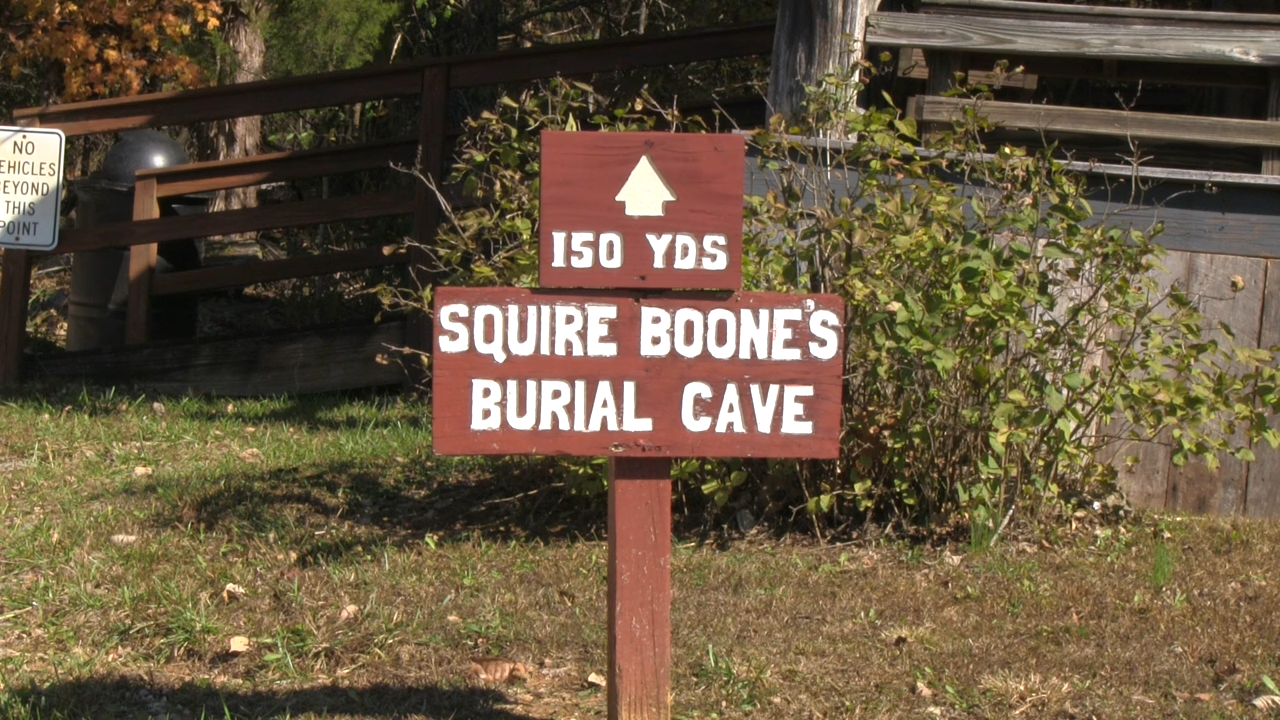 NO
BEYOND
THIS
POINT
150 YDS
SQUIRE BOONE'S
BURIAL CAVE